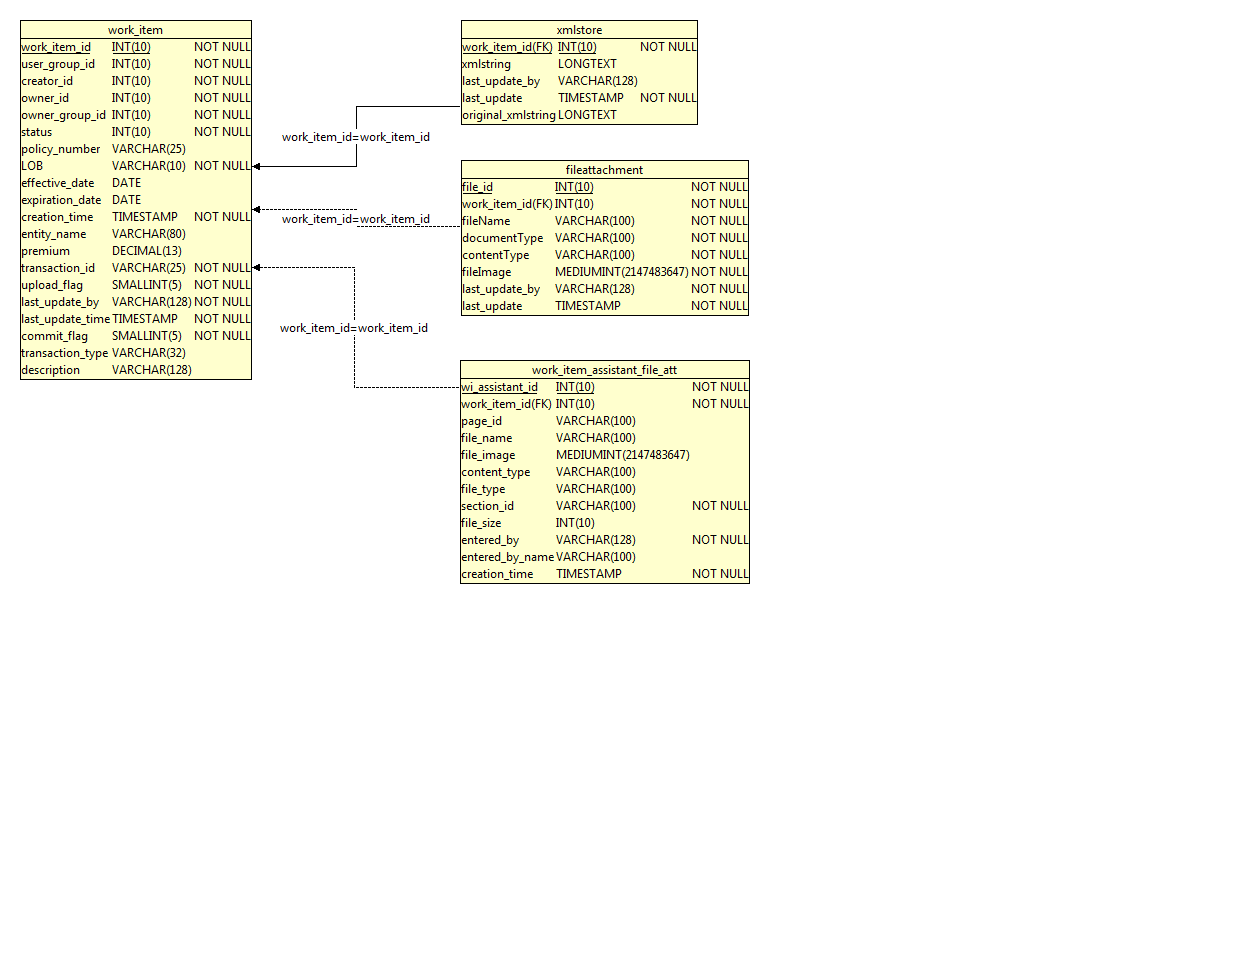 work_item
work_item_id INT(10) NOT NULL
user_group_id INT(10) NOT NULL
creator_id INT(10) NOT NULL
owner_id INT(10) NOT NULL
owner_group_id INT(10) NOT NULL
status INT(10) NOT NULL
policy_number VARCHAR(25)
LOB VARCHAR(10) NOT NULL
effective_date DATE
expiration_date DATE
creation_time TIMESTAMP NOT NULL
entity_name VARCHAR(80)
premium DECIMAL(13)
transaction_id VARCHAR(25) NOT NULL
upload_flag SMALLINT(5) NOT NULL
last_update_by VARCHAR(128) NOT NULL
last_update_time TIMESTAMP NOT NULL
commit_flag SMALLINT(5) NOT NULL
transaction_type VARCHAR(32)
description VARCHAR(128)
work_item_id=work_item_id
work_item_id=work_item_id
work_item_id=work_item_id
xmlstore
work_item_id(FK) INT(10) NOT NULL
xmlstring LONGTEXT
last_update_by VARCHAR(128)
last_update TIMESTAMP NOT NULL
original_xmlstring LONGTEXT
fileattachment
file_id INT(10) NOT NULL
work_item_id(FK) INT(10) NOT NULL
fileName VARCHAR(100) NOT NULL
documentType VARCHAR(100) NOT NULL
contentType VARCHAR(100) NOT NULL
fileImage MEDIUMINT(2147483647) NOT NULL
last_update_by VARCHAR(128) NOT NULL
last_update TIMESTAMP NOT NULL
work_item_assistant_file_att
wi_assistant_id INT(10) NOT NULL
work_item_id(FK) INT(10) NOT NULL
page_id VARCHAR(100)
file_name VARCHAR(100)
file_image MEDIUMINT(2147483647)
content_type VARCHAR(100)
file_type VARCHAR(100)
section_id VARCHAR(100) NOT NULL
file_size INT(10)
entered_by VARCHAR(128) NOT NULL
entered_by_name VARCHAR(100)
creation_time TIMESTAMP NOT NULL